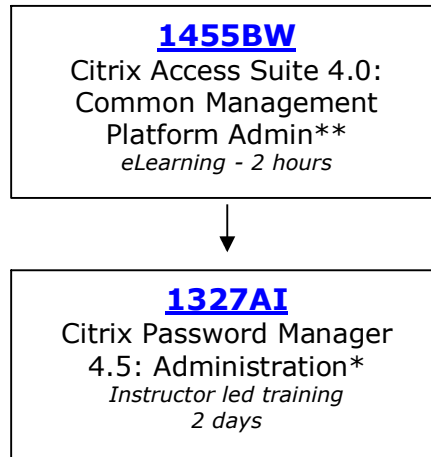 1455BW
Citrix Access Suite 4.0:
Common Management
Platform Admin**
eLearning - 2 hours
1327AI
Citrix Password Manager
4.5: Administration*
Instructor led training
2 days